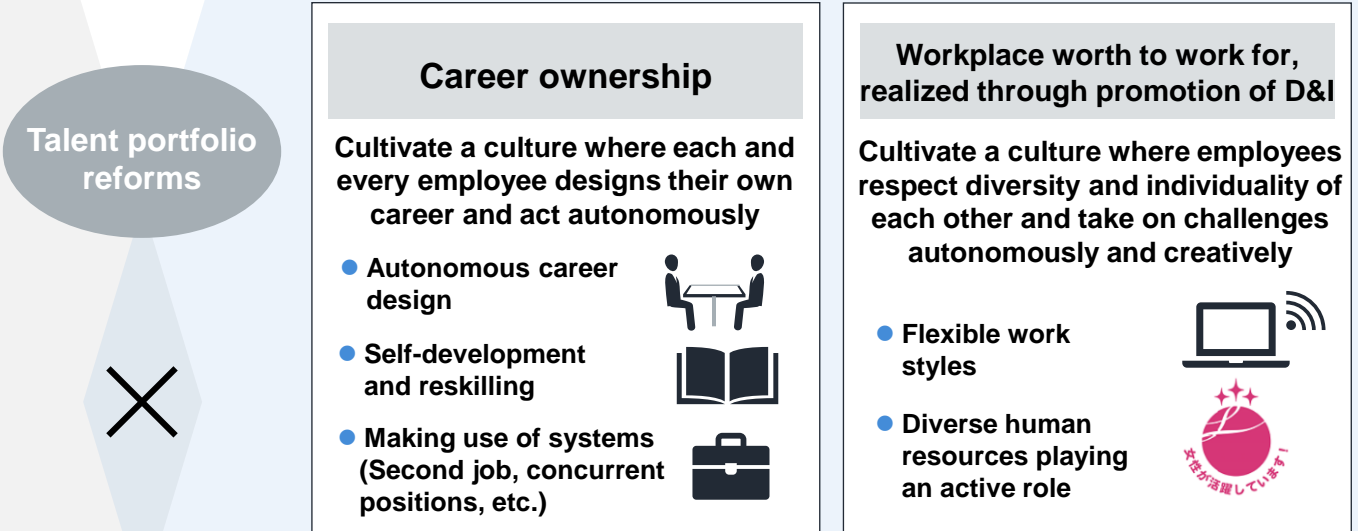 Talent portfolio
reforms
Career ownership
Cultivate a culture where each and
every employee designs their own
career and act autonomously
Autonomous career
design
Self-development
and reskilling
Making use of systems
(Second job, concurrent
positions, etc.)
Workplace worth to work for,
realized through promotion of D&I
Cultivate a culture where employees
respect diversity and individuality of
each other and take on challenges
autonomously and creatively
Flexible work
styles
Diverse human
resources playing
an active role
女性が活躍しています!